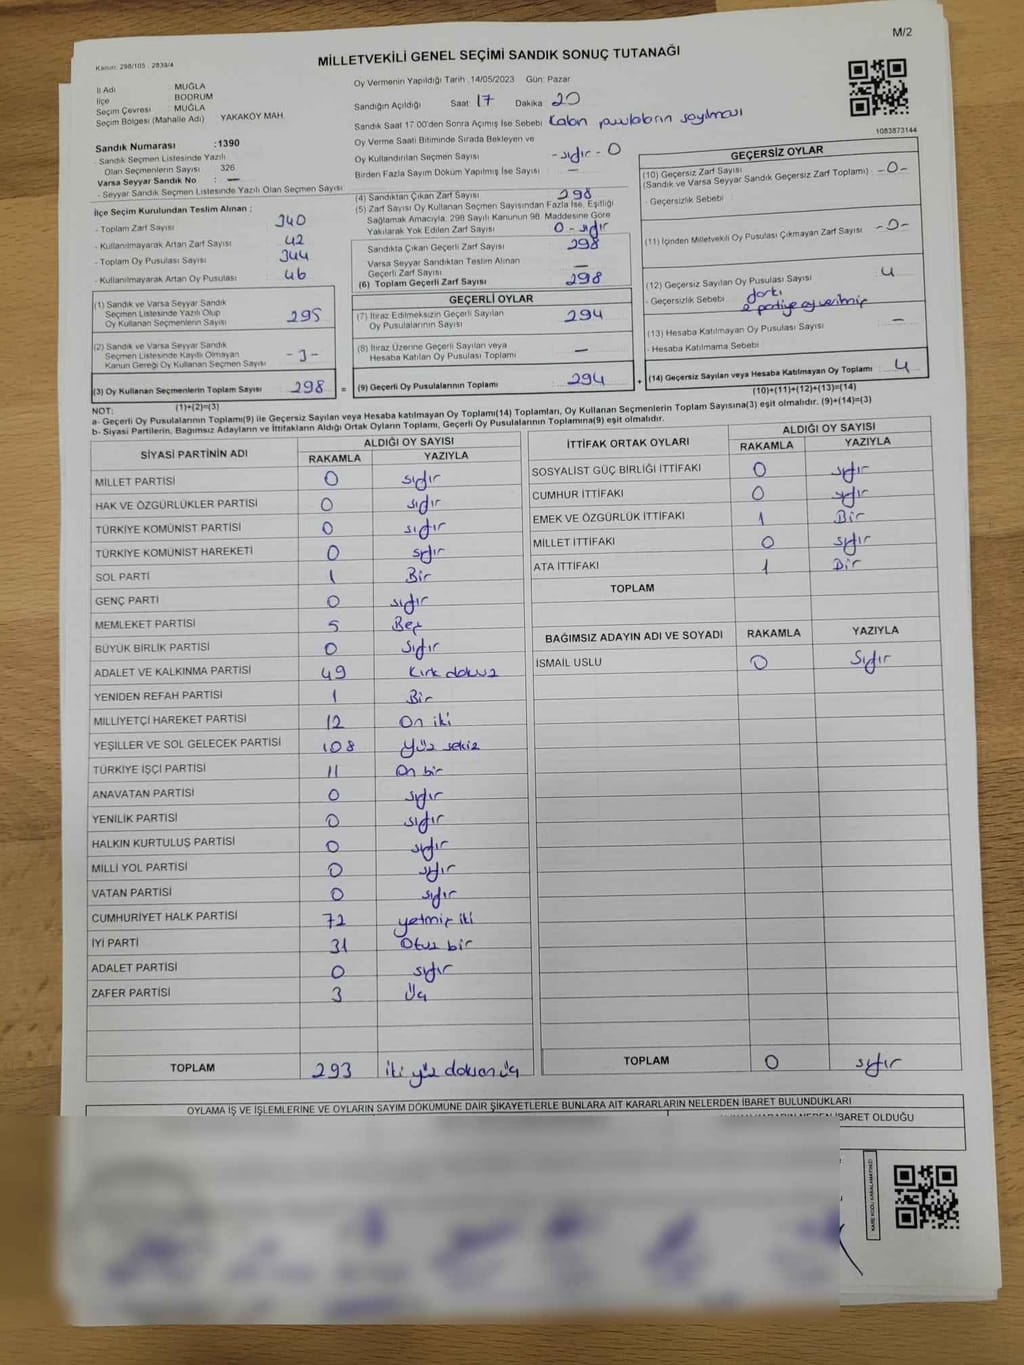 M/2
Kanun: 298/105 , 2839/4
MİLLETVEKİLİ GENEL SEÇİMİ SANDIK SONUÇ TUTANAĞI
İl Adı MUĞLA
İlçe BODRUM
Seçim Çevresi MUĞLA
Seçim Bölgesi (Mahalle Adı) YAKAKÖY MAH.
Oy Vermenin Yapıldığı Tarih :14/05/2023 Gün: Pazar
Sandığın Açıldığı Saat 17 Dakika 20
Sandık Saat 17:00'den Sonra Açımış İse Sebebi Kalan pusulaların sayılması
Oy Verme Saati Bitiminde Sırada Bekleyen ve
Oy Kullandırılan Seçmen Sayısı -sıfır - 0
Birden Fazla Sayım Döküm Yapılmış İse Sayısı : —
1083873144
Sandık Numarası :1390
- Sandık Seçmen Listesinde Yazılı
Olan Seçmenlerin Sayısı 326
Varsa Seyyar Sandık No : —
- Seyyar Sandık Seçmen Listesinde Yazılı Olan Seçmen Sayısı
İlçe Seçim Kurulundan Teslim Alınan :
- Toplam Zarf Sayısı 340
- Kullanılmayarak Artan Zarf Sayısı 42
- Toplam Oy Pusulası Sayısı 344
- Kullanılmayarak Artan Oy Pusulası 46
(1) Sandık ve Varsa Seyyar Sandık
Seçmen Listesinde Yazılı Olup
Oy Kullanan Seçmenlerin Sayısı 295
(2) Sandık ve Varsa Seyyar Sandık
Seçmen Listesinde Kayıtlı Olmayan
Kanun Gereği Oy Kullanan Seçmen Sayısı - 3 -
(3) Oy Kullanan Seçmenlerin Toplam Sayısı 298 =
(1)+(2)=(3)
(4) Sandıktan Çıkan Zarf Sayısı 298
(5) Zarf Sayısı Oy Kullanan Seçmen Sayısından Fazla İse, Eşitliği
Sağlamak Amacıyla; 298 Sayılı Kanunun 98. Maddesine Göre
Yakılarak Yok Edilen Zarf Sayısı : 0 - sıfır
Sandıkta Çıkan Geçerli Zarf Sayısı 298
Varsa Seyyar Sandıktan Teslim Alınan
Geçerli Zarf Sayısı —
(6) Toplam Geçerli Zarf Sayısı 298
GEÇERLİ OYLAR
(7) İtiraz Edilmeksizin Geçerli Sayılan
Oy Pusulalarının Sayısı 294
(8) İtiraz Üzerine Geçerli Sayılan veya
Hesaba Katılan Oy Pusulası Toplamı —
(9) Geçerli Oy Pusulalarının Toplamı 294 +
GEÇERSİZ OYLAR
(10) Geçersiz Zarf Sayısı
(Sandık ve Varsa Seyyar Sandık Geçersiz Zarf Toplamı) - 0 -
- Geçersizlik Sebebi :
(11) İçinden Milletvekili Oy Pusulası Çıkmayan Zarf Sayısı - 0 -
(12) Geçersiz Sayılan Oy Pusulası Sayısı 4
- Geçersizlik Sebebi partiye oy verilmiş
(13) Hesaba Katılmayan Oy Pusulası Sayısı —
- Hesaba Katılmama Sebebi
(14) Geçersiz Sayılan veya Hesaba Katılmayan Oy Toplamı 4
(10)+(11)+(12)+(13)=(14)
NOT:
a- Geçerli Oy Pusulalarının Toplamı(9) ile Geçersiz Sayılan veya Hesaba katılmayan Oy Toplamı(14) Toplamları, Oy Kullanan Seçmenlerin Toplam Sayısına(3) eşit olmalıdır. (9)+(14)=(3)
b- Siyasi Partilerin, Bağımsız Adayların ve İttifakların Aldığı Ortak Oyların Toplamı, Geçerli Oy Pusulalarının Toplamına(9) eşit olmalıdır.
SİYASİ PARTİNİN ADI ALDIĞI OY SAYISI
RAKAMLA YAZIYLA
MİLLET PARTİSİ 0 sıfır
HAK VE ÖZGÜRLÜKLER PARTİSİ 0 sıfır
TÜRKİYE KOMÜNİST PARTİSİ 0 sıfır
TÜRKİYE KOMÜNİST HAREKETİ 0 sıfır
SOL PARTİ 1 Bir
GENÇ PARTİ 0 sıfır
MEMLEKET PARTİSİ 5 Beş
BÜYÜK BİRLİK PARTİSİ 0 sıfır
ADALET VE KALKINMA PARTİSİ 49 Kırk dokuz
YENİDEN REFAH PARTİSİ 1 Bir
MİLLİYETÇİ HAREKET PARTİSİ 12 On iki
YEŞİLLER VE SOL GELECEK PARTİSİ 108 Yüz sekiz
TÜRKİYE İŞÇİ PARTİSİ 11 On bir
ANAVATAN PARTİSİ 0 sıfır
YENİLİK PARTİSİ 0 sıfır
HALKIN KURTULUŞ PARTİSİ 0 sıfır
MİLLİ YOL PARTİSİ 0 sıfır
VATAN PARTİSİ 0 sıfır
CUMHURİYET HALK PARTİSİ 72 yetmiş iki
İYİ PARTİ 31 Otuz bir
ADALET PARTİSİ 0 sıfır
ZAFER PARTİSİ 3 Üç
TOPLAM 293 İki yüz doksan üç
İTTİFAK ORTAK OYLARI ALDIĞI OY SAYISI
RAKAMLA YAZIYLA
SOSYALİST GÜÇ BİRLİĞİ İTTİFAKI 0 sıfır
CUMHUR İTTİFAKI 0 sıfır
EMEK VE ÖZGÜRLÜK İTTİFAKI 1 Bir
MİLLET İTTİFAKI 0 sıfır
ATA İTTİFAKI 1 Bir
TOPLAM
BAĞIMSIZ ADAYIN ADI VE SOYADI RAKAMLA YAZIYLA
İSMAİL USLU 0 Sıfır
TOPLAM 0 sıfır
OYLAMA İŞ VE İŞLEMLERİNE VE OYLARIN SAYIM DÖKÜMÜNE DAİR ŞİKAYETLERLE BUNLARA AİT KARARLARIN NELERDEN İBARET BULUNDUKLARI
NEDEN İBARET OLDUĞU
KARE KODU KARALAMAYINIZ!